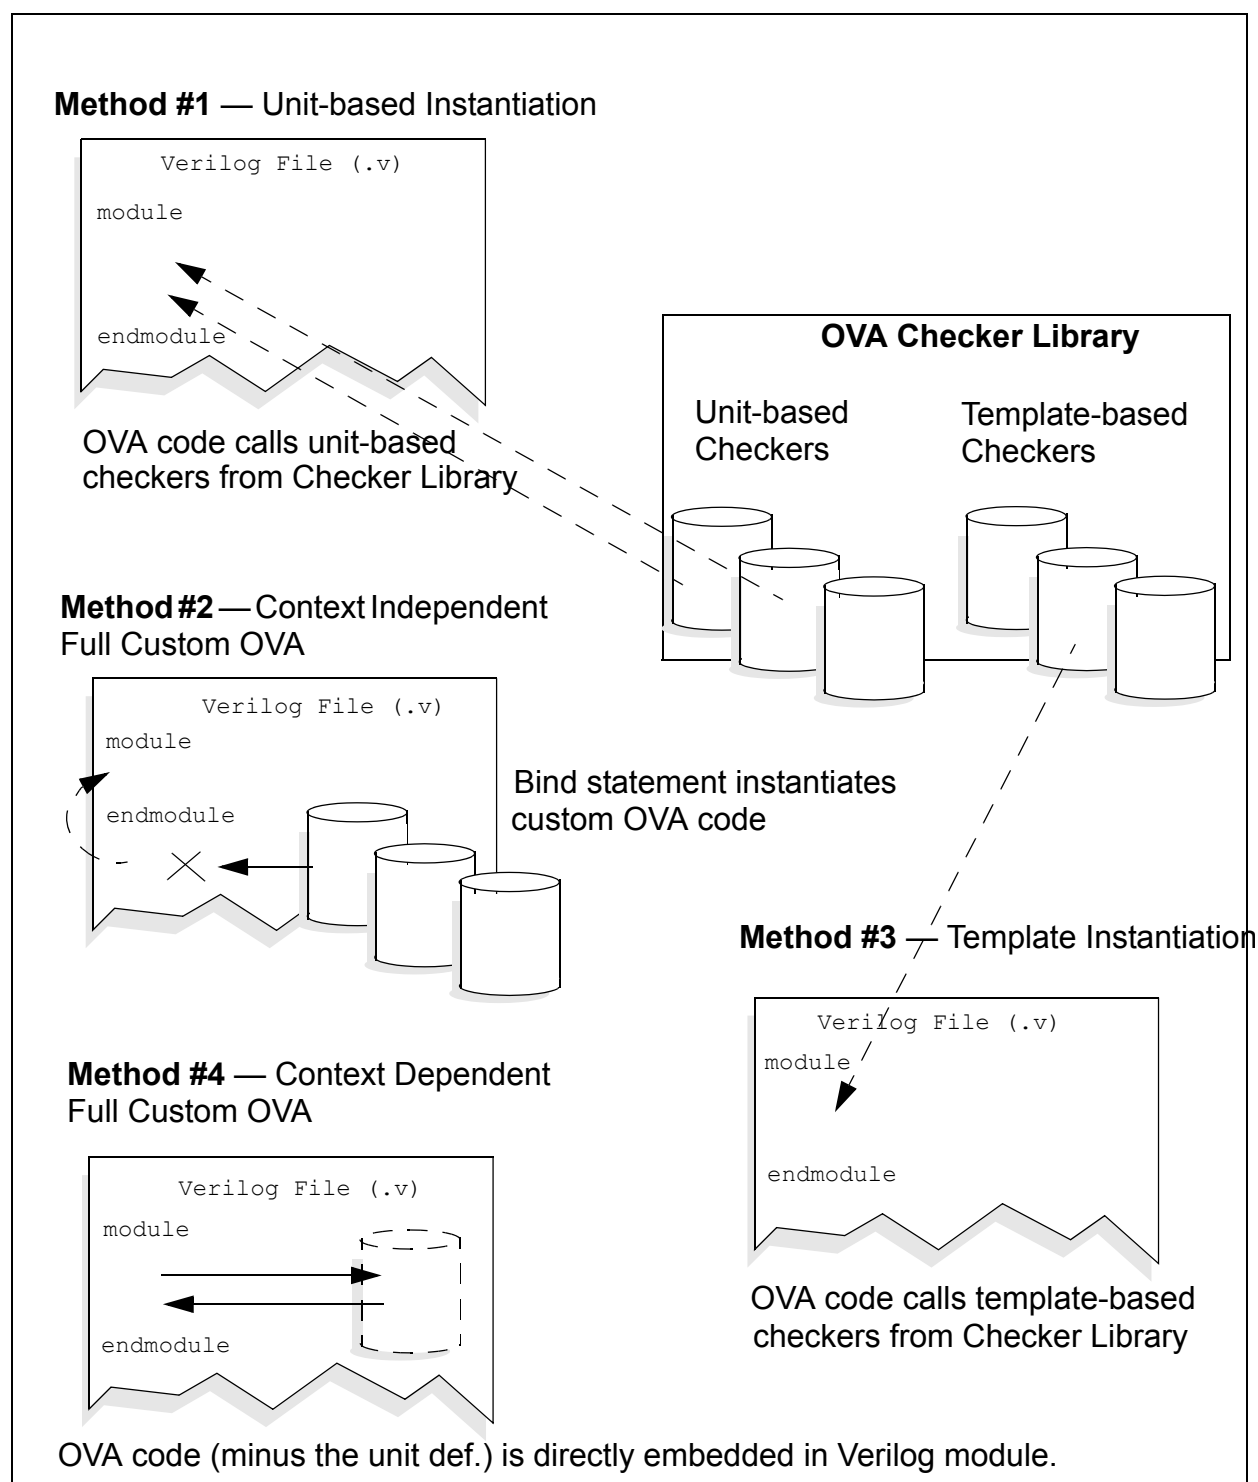 Method #1 — Unit-based Instantiation
Verilog File (.v)
module
endmodule
OVA code calls unit-based
checkers from Checker Library
OVA Checker Library
Unit-based
Checkers
Template-based
Checkers
Method #2 — Context Independent
Full Custom OVA
Verilog File (.v)
module
endmodule
Bind statement instantiates
custom OVA code
Method #3 — Template Instantiation
Verilog File (.v)
module
endmodule
OVA code calls template-based
checkers from Checker Library
Method #4 — Context Dependent
Full Custom OVA
Verilog File (.v)
module
endmodule
OVA code (minus the unit def.) is directly embedded in Verilog module.